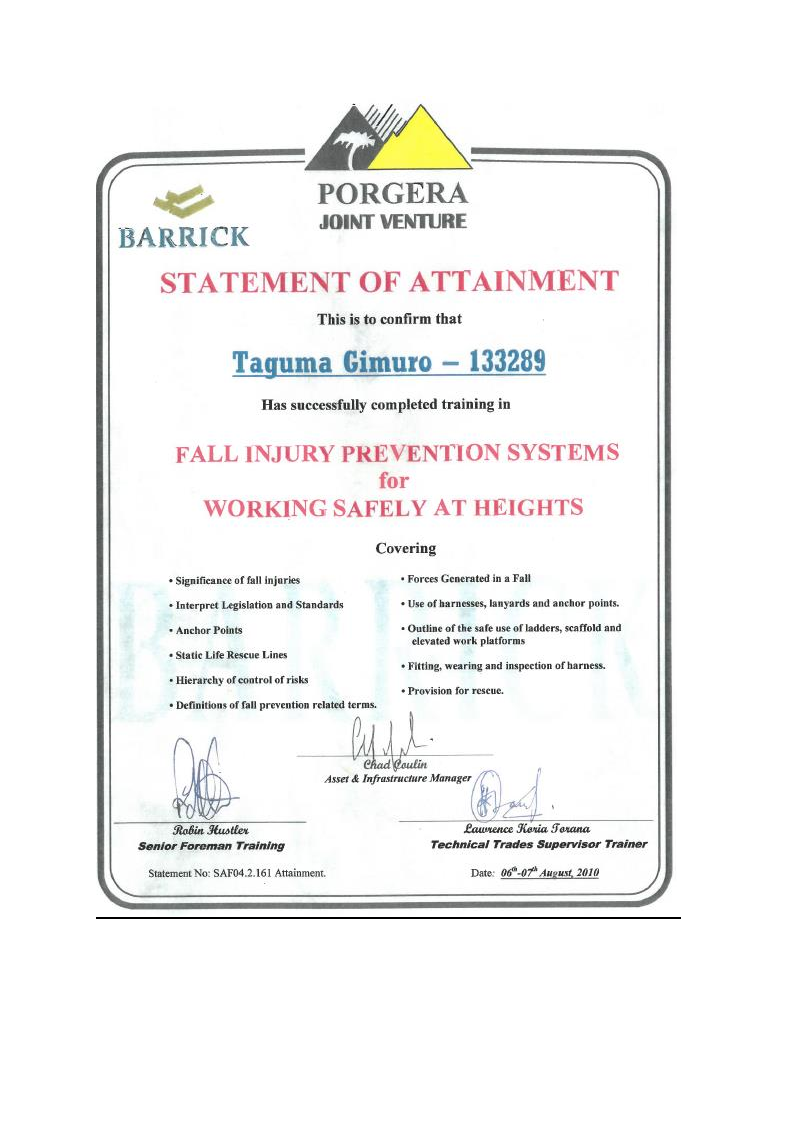 PORGERA
JOINT VENTURE
BARRICK
STATEMENT OF ATTAINMENT
This is to confirm that
Taguma Gimuro – 133289
Has successfully completed training in
FALL INJURY PREVENTION SYSTEMS
for
WORKING SAFELY AT HEIGHTS
Covering
• Significance of fall injuries
• Interpret Legislation and Standards
• Anchor Points
• Static Life Rescue Lines
• Hierarchy of control of risks
• Definitions of fall prevention related terms.
• Forces Generated in a Fall
• Use of harnesses, lanyards and anchor points.
• Outline of the safe use of ladders, scaffold and
elevated work platforms
• Fitting, wearing and inspection of harness.
• Provision for rescue.
BARRICK
Chad Coulin
Asset & Infrastructure Manager
Robin Hustler
Senior Foreman Training
Lawrence Koria Torana
Technical Trades Supervisor Trainer
Statement No: SAF04.2.161 Attainment.
Date: 06th-07th August, 2010